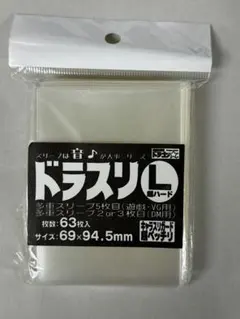 スリーブは音♪が大事シリーズ
ドラスリL
超ハード
多重スリーブ5枚目(遊戯・VG用)
多重スリーブ2or3枚目(DM用)
枚数:63枚入
サイズ:69×94.5mm